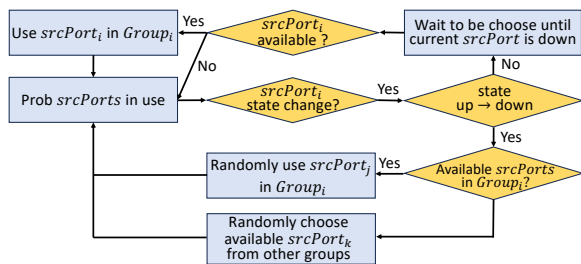 Yes
srcPort_i
available ?
Wait to be choose until
current srcPort is down
Use srcPort_i in Group_i
No
No
Prob srcPorts in use
srcPort_i
state change?
Yes
state
up → down
Yes
Randomly use srcPort_j
in Group_i
Yes
Available srcPorts
in Group_i?
Randomly choose
available srcPort_k
from other groups